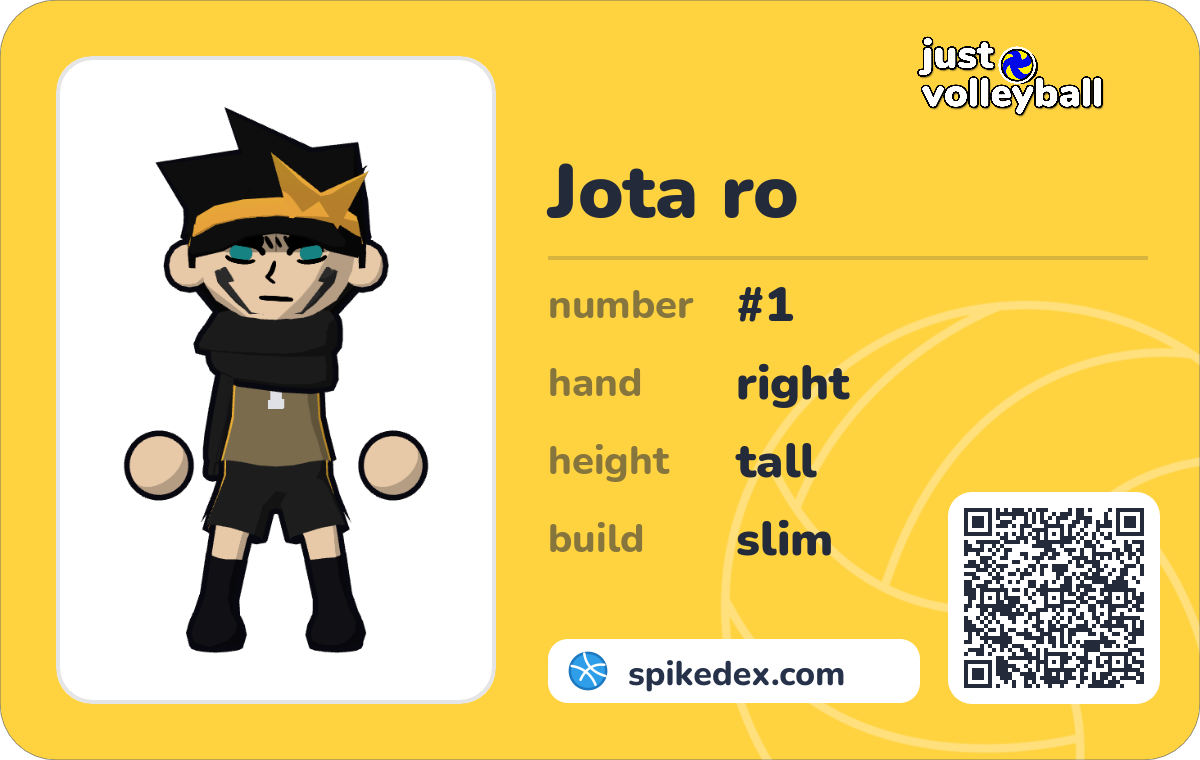 just
volleyball
Jota ro
number #1
hand right
height tall
build slim
spikedex.com